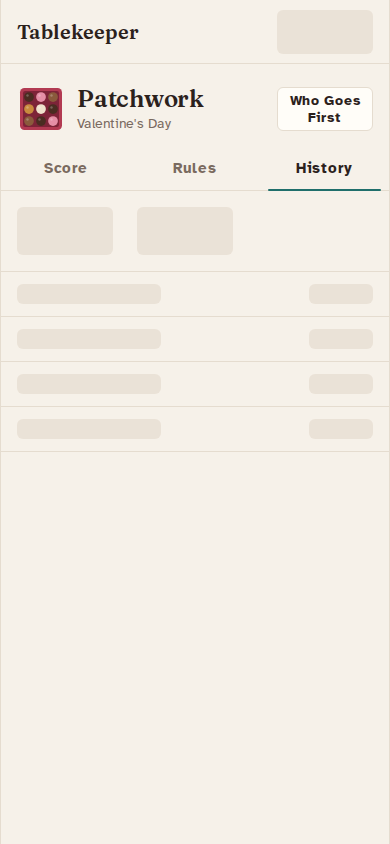 Tablekeeper
Patchwork
Valentine's Day
Who Goes
First
Score
Rules
History